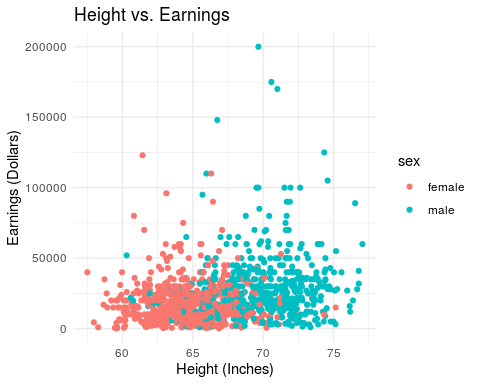 Height vs. Earnings
200000
150000
100000
50000
0
Earnings (Dollars)
60 65 70 75
Height (Inches)
sex
female
male